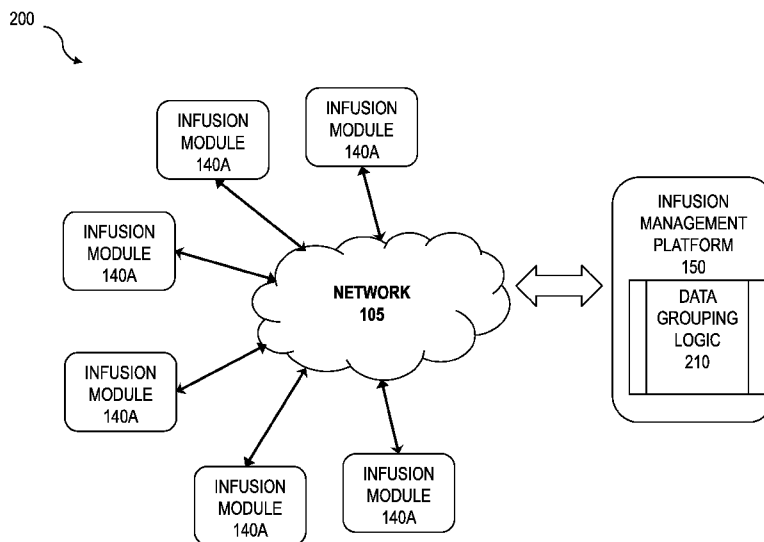 200
INFUSION
MODULE
140A
INFUSION
MODULE
140A
INFUSION
MODULE
140A
INFUSION
MODULE
140A
INFUSION
MODULE
140A
INFUSION
MODULE
140A
NETWORK
105
INFUSION
MANAGEMENT
PLATFORM
150
DATA
GROUPING
LOGIC
210